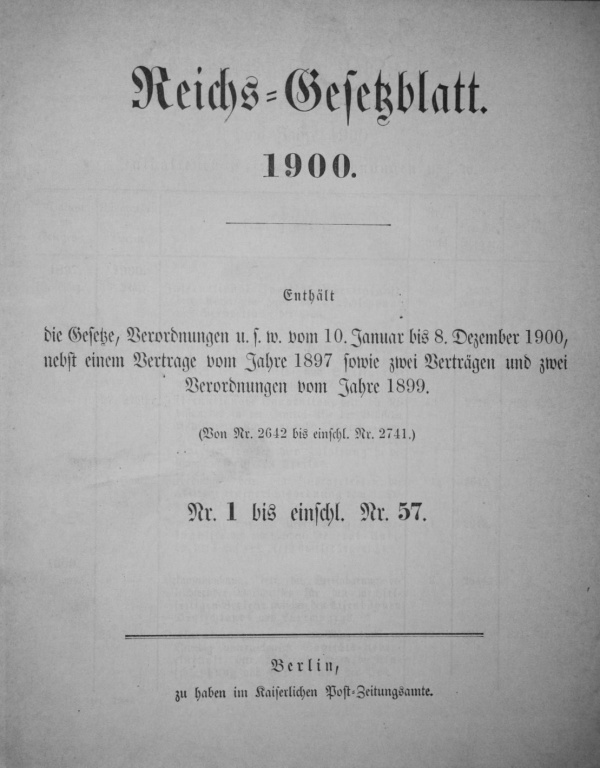 Reichs-Gesetzblatt.
1900.
Enthält
die Gesetze, Verordnungen u. s. w. vom 10. Januar bis 8. Dezember 1900,
nebst einem Vertrage vom Jahre 1897 sowie zwei Verträgen und zwei
Verordnungen vom Jahre 1899.
(Von Nr. 2642 bis einschl. Nr. 2741.)
Nr. 1 bis einschl. Nr. 57.
Berlin,
zu haben im Kaiserlichen Post-Zeitungsamte.